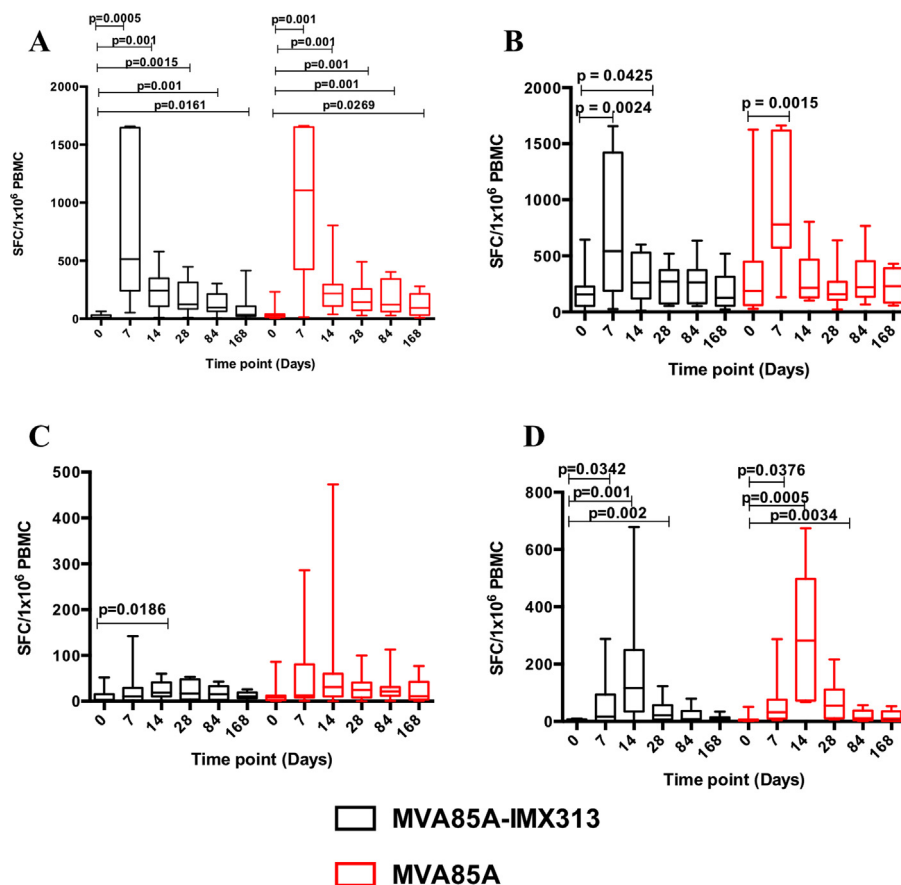 A
p=0.0005
p=0.001
p=0.0015
p=0.001
p=0.0161
p=0.001
p=0.001
p=0.001
p=0.001
p=0.0269
2000
1500
1000
500
0
SFC/1x10⁶ PBMC
0 7 14 28 84 168 0 7 14 28 84 168
Time point (Days)
B
p = 0.0425
p = 0.0024
p = 0.0015
2000
1500
1000
500
0
SFC/1x10⁶ PBMC
0 7 14 28 84 168 0 7 14 28 84 168
Time point (Days)
C
p=0.0186
500
400
300
200
100
0
SFC/1x10⁶ PBMC
0 7 14 28 84 168 0 7 14 28 84 168
Time point (Days)
D
p=0.0342
p=0.001
p=0.002
p=0.0376
p=0.0005
p=0.0034
800
600
400
200
0
SFC/1x10⁶ PBMC
0 7 14 28 84 168 0 7 14 28 84 168
Time point (Days)
MVA85A-IMX313
MVA85A